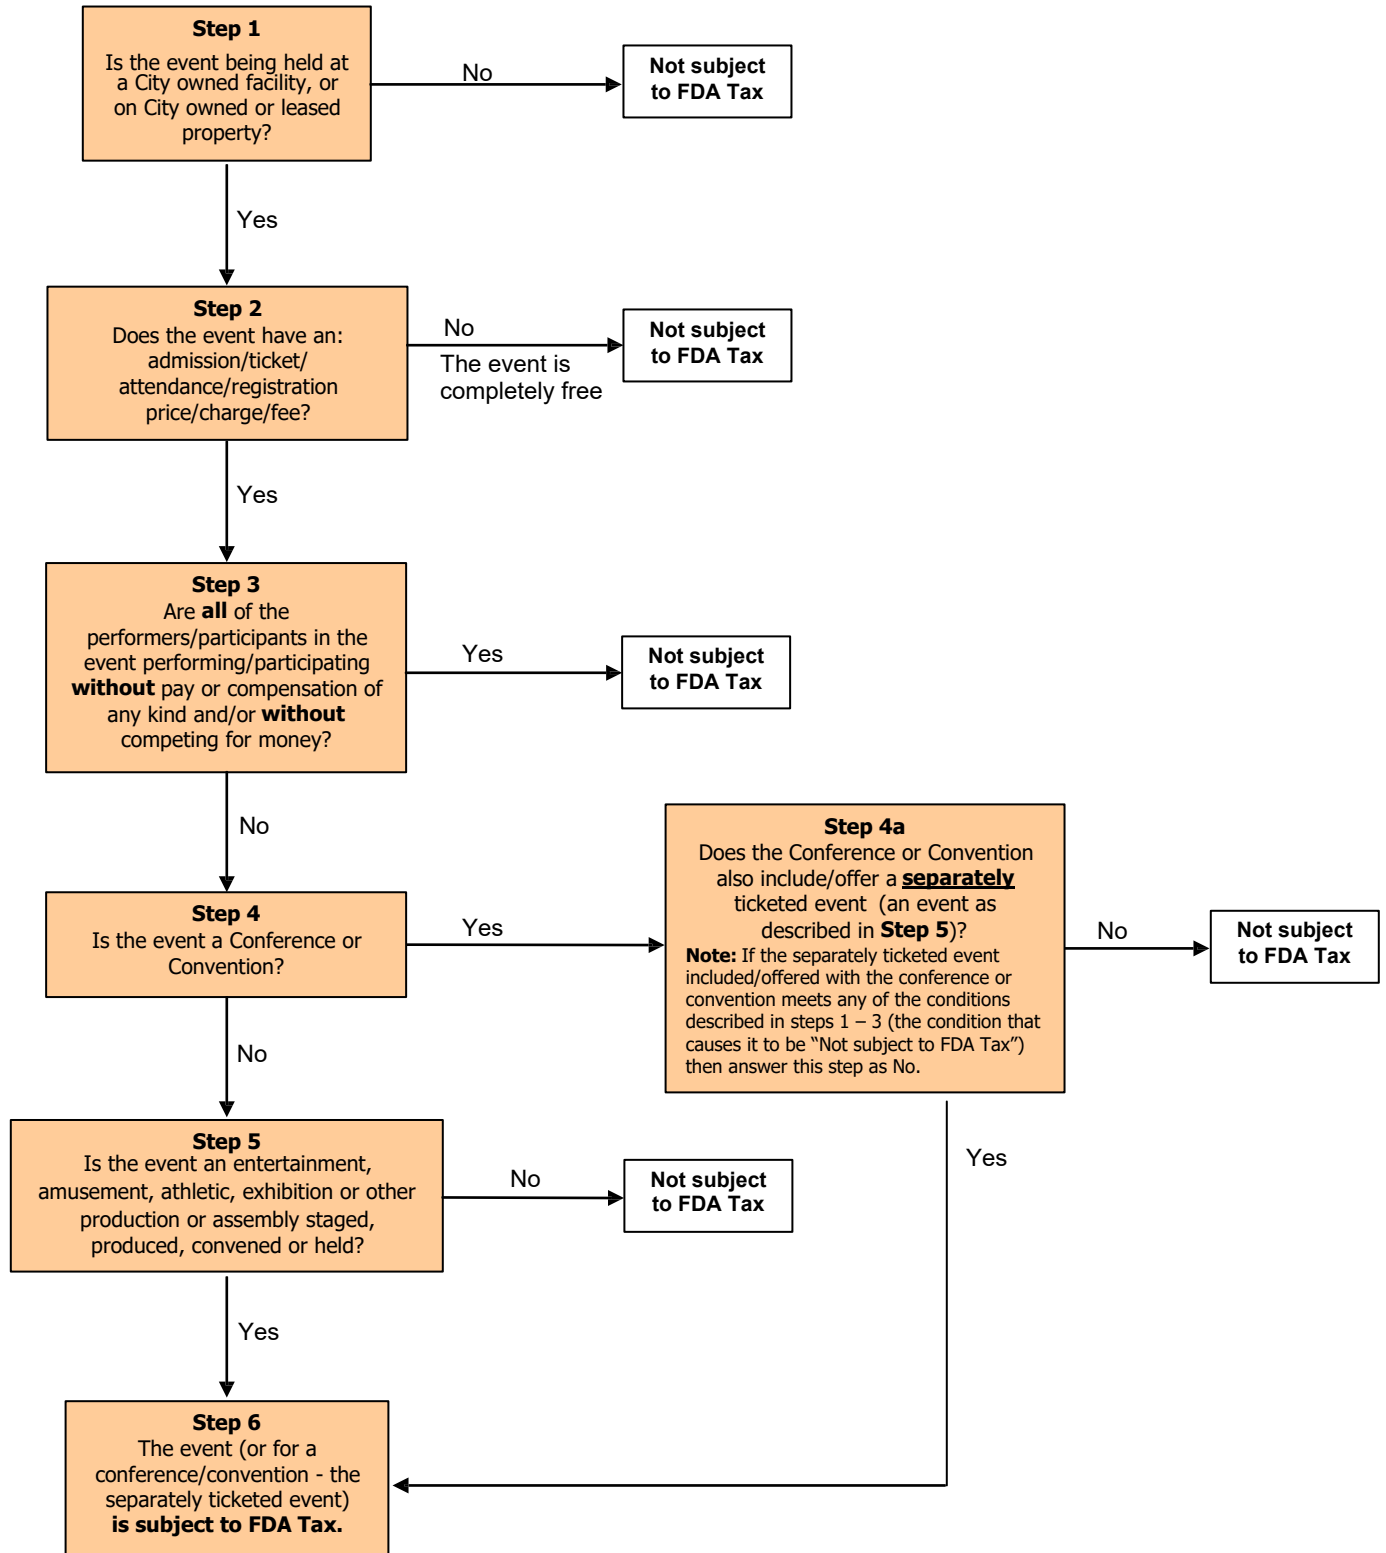 Step 1
Is the event being held at
a City owned facility, or
on City owned or leased
property?
No
Not subject
to FDA Tax
Yes
Step 2
Does the event have an:
admission/ticket/
attendance/registration
price/charge/fee?
No
The event is
completely free
Not subject
to FDA Tax
Yes
Step 3
Are all of the
performers/participants in the
event performing/participating
without pay or compensation of
any kind and/or without
competing for money?
Yes
Not subject
to FDA Tax
No
Step 4
Is the event a Conference or
Convention?
Yes
Step 4a
Does the Conference or Convention
also include/offer a separately
ticketed event (an event as
described in Step 5)?
Note: If the separately ticketed event
included/offered with the conference or
convention meets any of the conditions
described in steps 1 – 3 (the condition that
causes it to be “Not subject to FDA Tax”)
then answer this step as No.
No
Not subject
to FDA Tax
No
Yes
Step 5
Is the event an entertainment,
amusement, athletic, exhibition or other
production or assembly staged,
produced, convened or held?
No
Not subject
to FDA Tax
Yes
Step 6
The event (or for a
conference/convention - the
separately ticketed event)
is subject to FDA Tax.